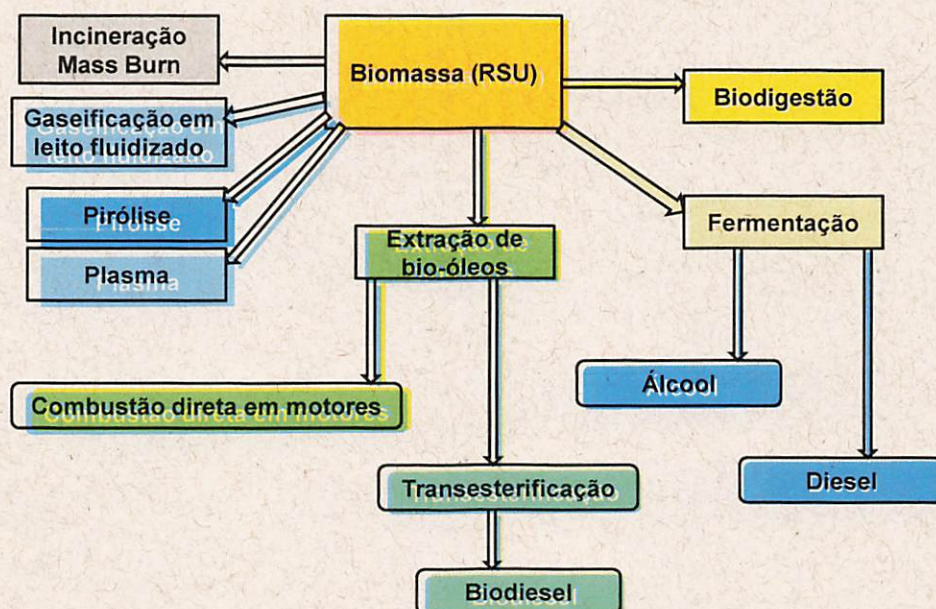 Incineração
Mass Burn
Biomassa (RSU)
Biodigestão
Gaseificação em
leito fluidizado
Pirólise
Plasma
Extração de
bio-óleos
Fermentação
Combustão direta em motores
Álcool
Transesterificação
Diesel
Biodiesel